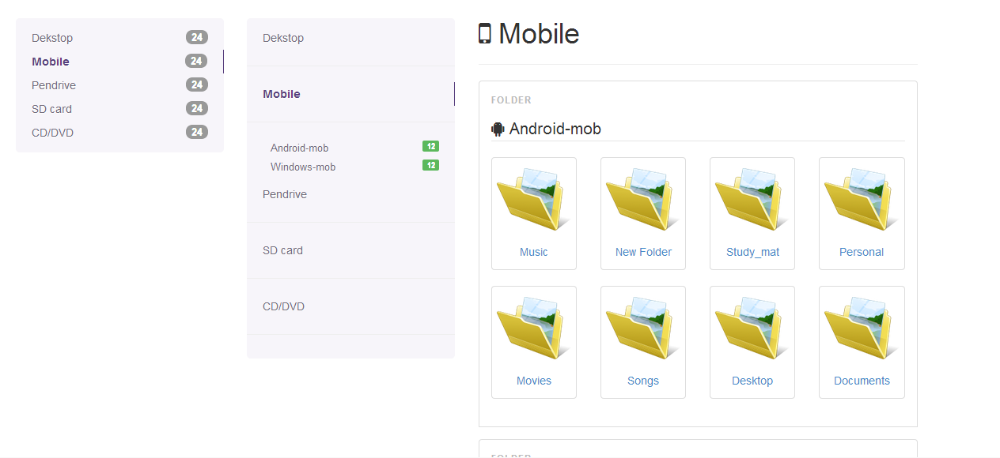 Dekstop 24
Mobile 24
Pendrive 24
SD card 24
CD/DVD 24
Dekstop
Mobile
Android-mob 12
Windows-mob 12
Pendrive
SD card
CD/DVD
Mobile
FOLDER
Android-mob
Music New Folder Study_mat Personal
Movies Songs Desktop Documents
FOLDER